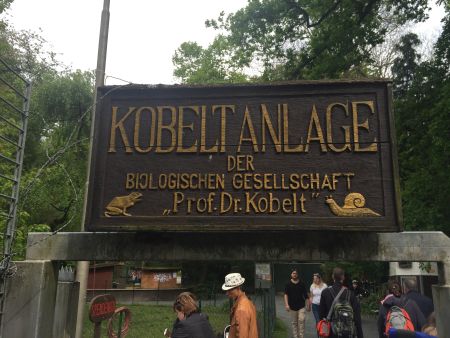 KOBELTANLAGE
DER
BIOLOGISCHEN GESELLSCHAFT
„Prof. Dr. Kobelt"